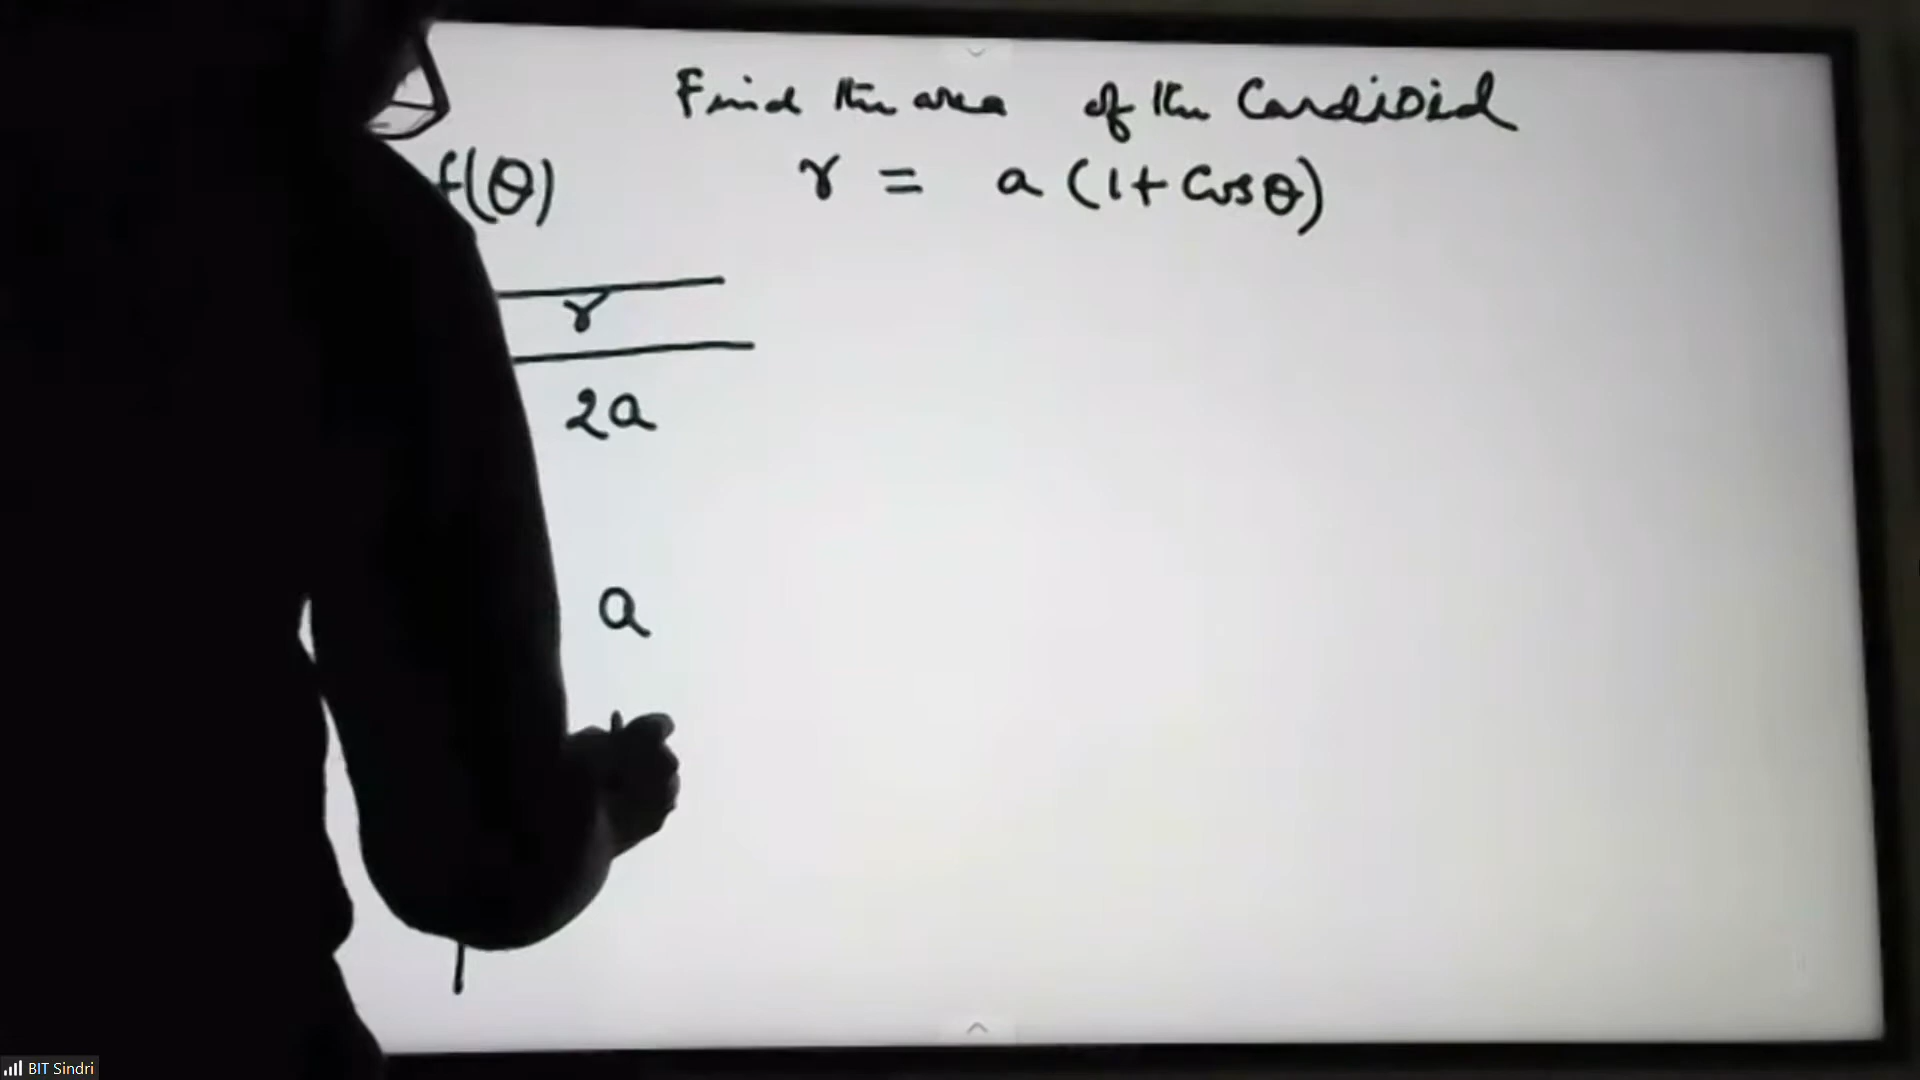 Find the area of the Cardioid
f(θ)
r = a (1+ Cosθ)
r
2a
a
BIT Sindri